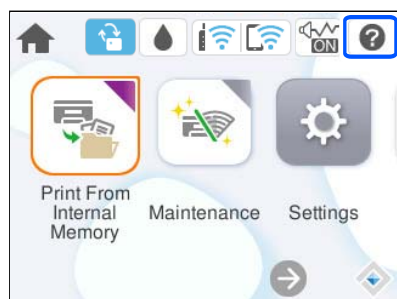 ON
?
Print From
Internal
Memory
Maintenance
Settings